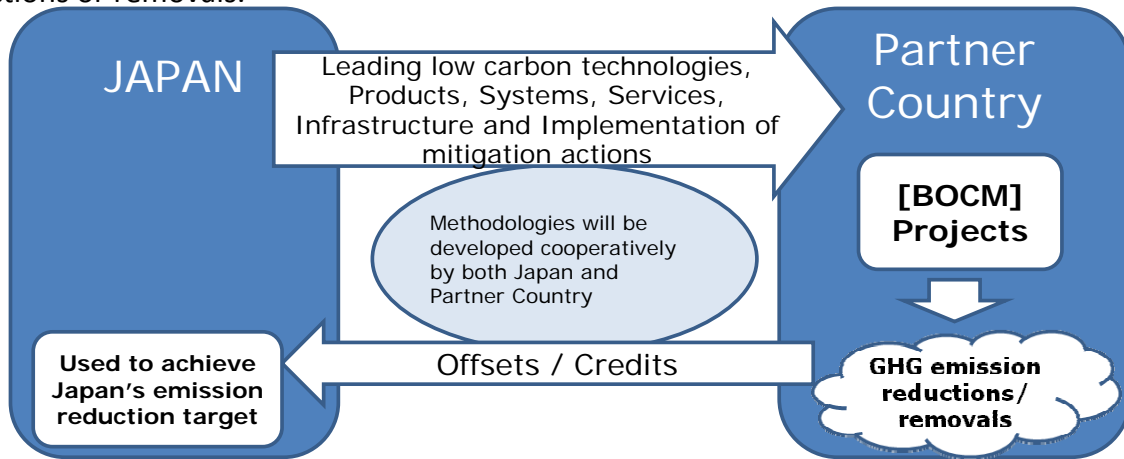 JAPAN
Leading low carbon technologies,
Products, Systems, Services,
Infrastructure and Implementation of
mitigation actions
Partner
Country
[BOCM]
Projects
Methodologies will be
developed cooperatively
by both Japan and
Partner Country
Used to achieve
Japan's emission
reduction target
Offsets / Credits
GHG emission
reductions/
removals